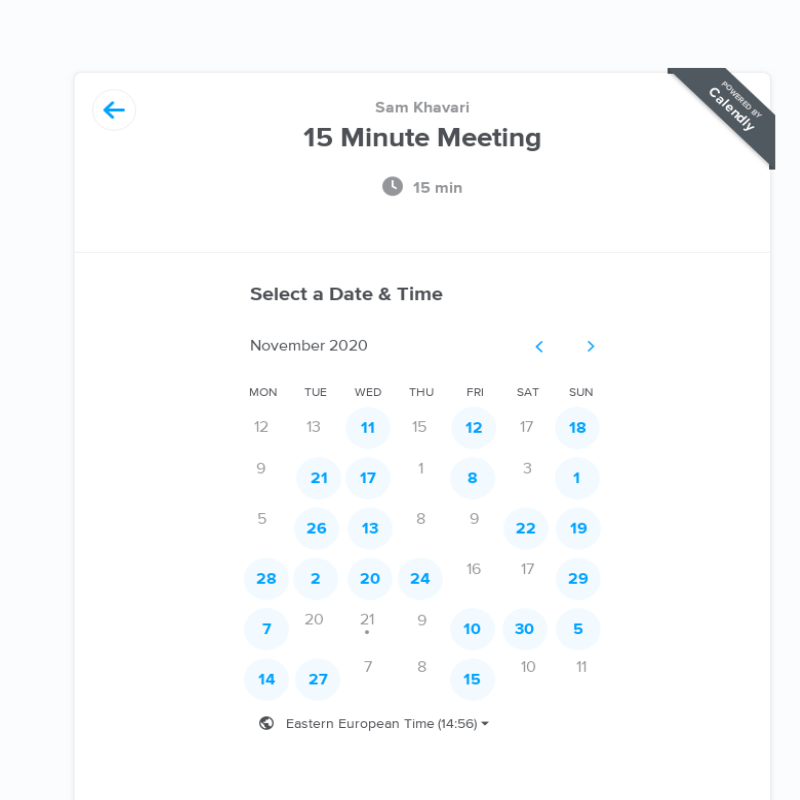 POWERED BY
Calendly
Sam Khavari
15 Minute Meeting
15 min
Select a Date & Time
November 2020
MON TUE WED THU FRI SAT SUN
12 13 11 15 12 17 18
9 21 17 1 8 3 1
5 26 13 8 9 22 19
28 2 20 24 16 17 29
7 20 21 9 10 30 5
14 27 7 8 15 10 11
Eastern European Time (14:56)